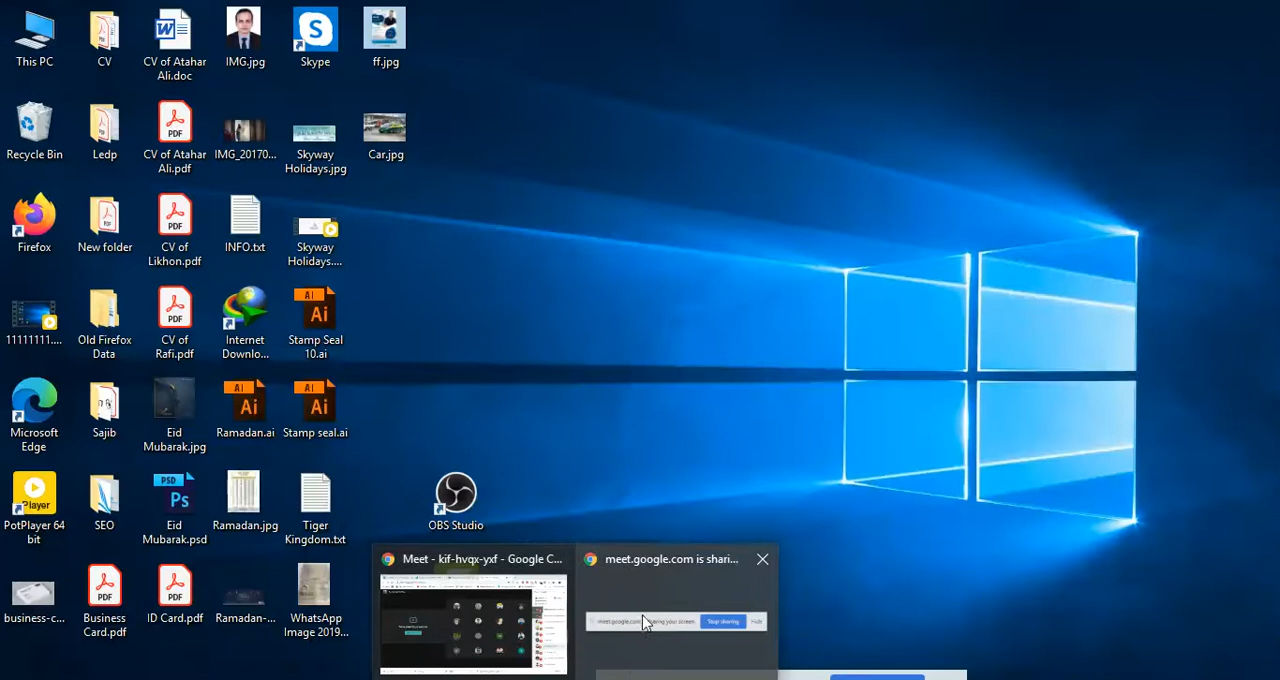 This PC
CV
CV of Atahar
Ali.doc
IMG.jpg
Skype
ff.jpg
Recycle Bin
Ledp
CV of Atahar
Ali.pdf
IMG_20170...
Skyway
Holidays.jpg
Car.jpg
Firefox
New folder
CV of
Likhon.pdf
INFO.txt
Skyway
Holidays....
11111111....
Old Firefox
Data
CV of
Rafi.pdf
Internet
Downlo...
Stamp Seal
10.ai
Microsoft
Edge
Sajib
Eid
Mubarak.jpg
Ramadan.ai
Stamp seal.ai
PotPlayer 64
bit
SEO
Eid
Mubarak.psd
Ramadan.jpg
Tiger
Kingdom.txt
OBS Studio
business-c...
Business
Card.pdf
ID Card.pdf
Ramadan-...
WhatsApp
Image 2019...
Meet - kif-hvqx-yxf - Google C...
meet.google.com is shari...
Stop sharing
Hide